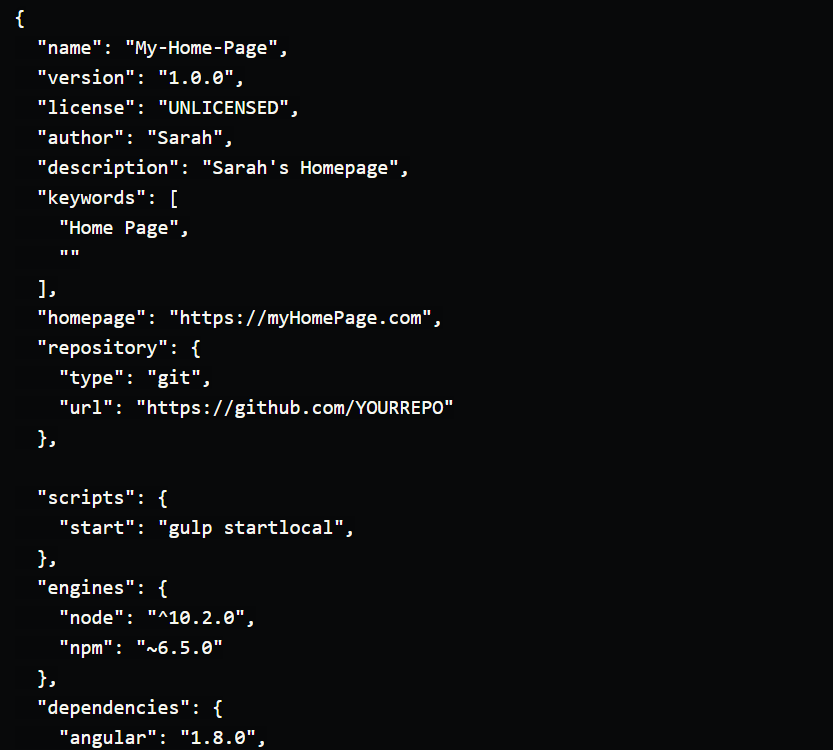 {
  "name": "My-Home-Page",
  "version": "1.0.0",
  "license": "UNLICENSED",
  "author": "Sarah",
  "description": "Sarah's Homepage",
  "keywords": [
    "Home Page",
    ""
  ],
  "homepage": "https://myHomePage.com",
  "repository": {
    "type": "git",
    "url": "https://github.com/YOURREPO"
  },

  "scripts": {
    "start": "gulp startlocal",
  },
  "engines": {
    "node": "^10.2.0",
    "npm": "~6.5.0"
  },
  "dependencies": {
    "angular": "1.8.0",